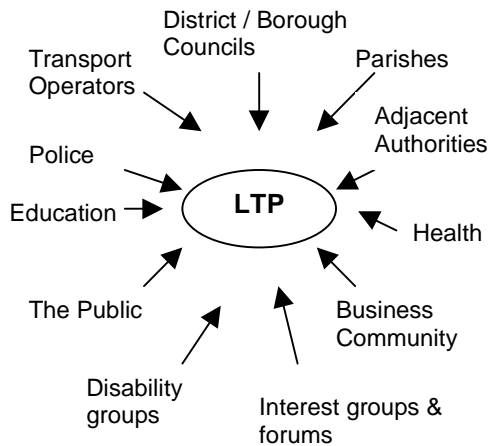 District / Borough
Councils
Transport
Operators
Parishes
Adjacent
Authorities
Police
LTP
Education
Health
The Public
Business
Community
Disability
groups
Interest groups &
forums